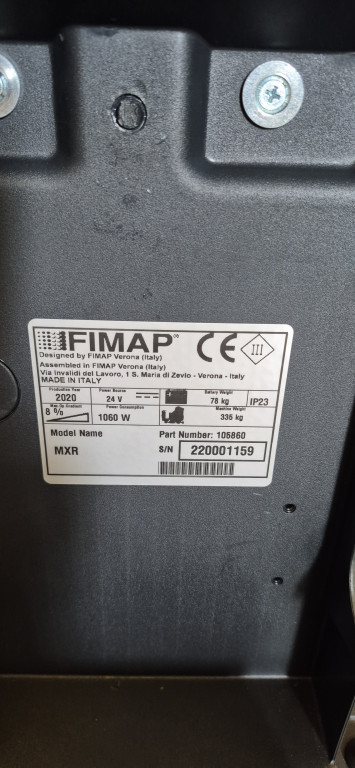 FIMAP
Designed by FIMAP Verona (Italy)
CE III
Assembled in FIMAP Verona (Italy)
Via Invalidi del Lavoro, 1 S. Maria di Zevio - Verona - Italy
MADE IN ITALY
Production Year Power Source Battery Weight
2020 24 V 78 kg IP23
Max Op Gradient Power Consumption Machine Weight
8 % 1060 W 335 kg
Model Name Part Number: 105860
MXR S/N 220001159